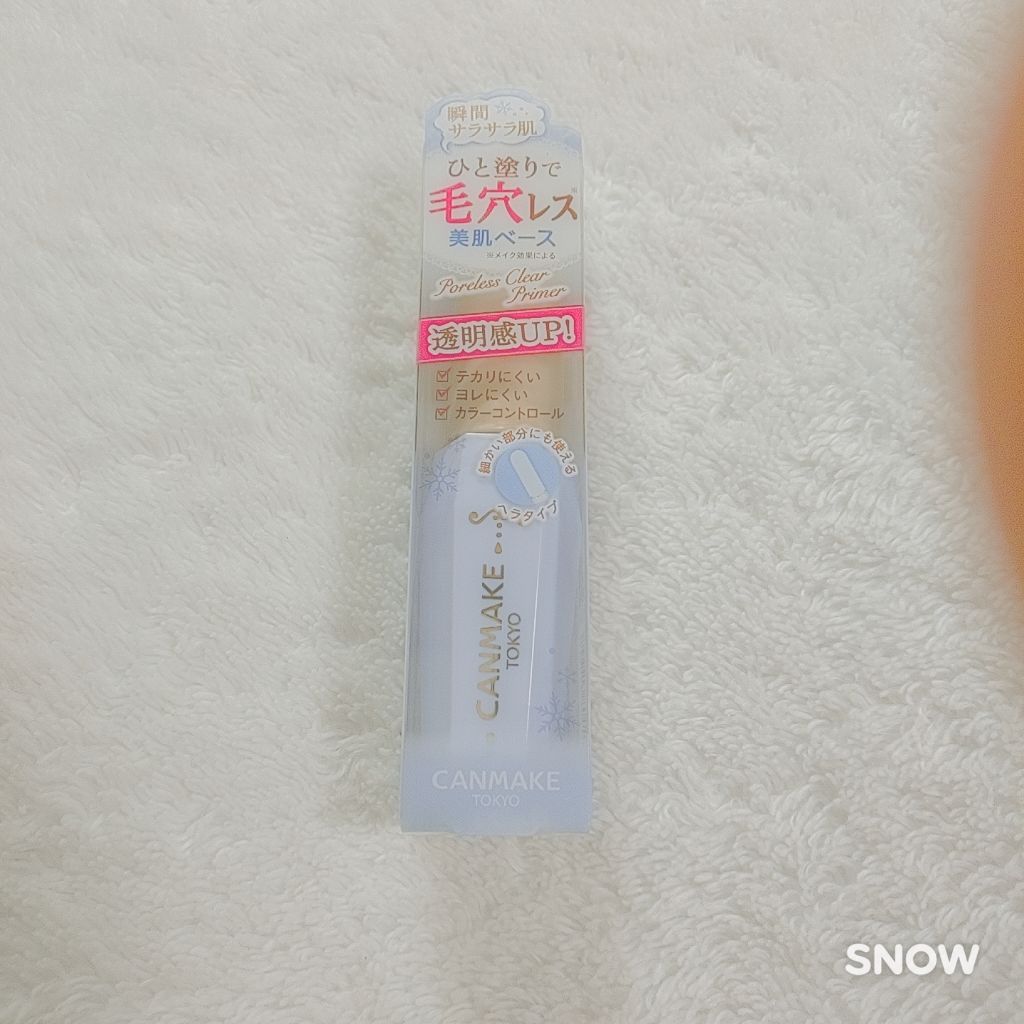 瞬間
サラサラ肌
ひと塗りで
毛穴レス※
美肌ベース
※メイク効果による
Poreless Clear
Primer
透明感UP!
テカリにくい
ヨレにくい
カラーコントロール
細かい部分にも使える
ヘラタイプ
CANMAKE
TOKYO
CANMAKE
TOKYO
SNOW